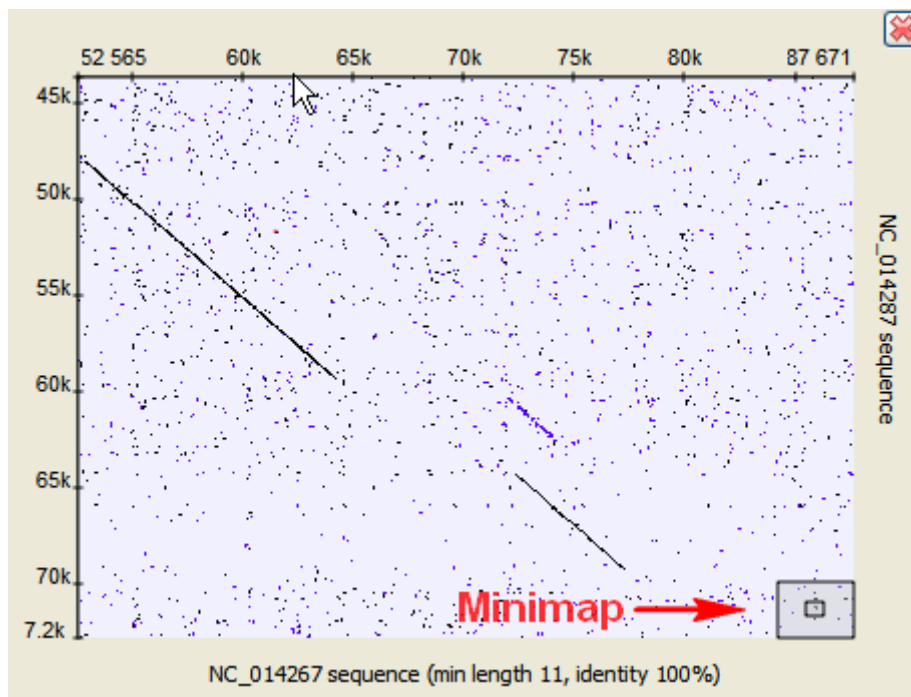 52 565 60k 65k 70k 75k 80k 87 671
45k
50k
55k
60k
65k
70k
7.2k
NC_014287 sequence
Minimap
NC_014267 sequence (min length 11, identity 100%)